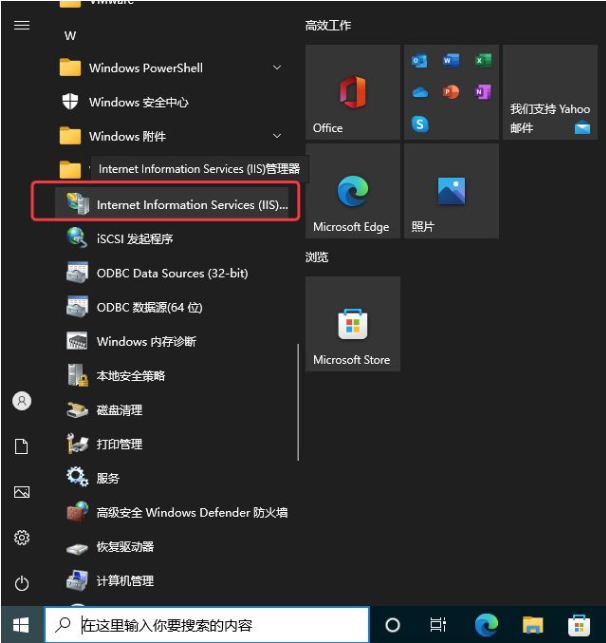 VMware
W
Windows PowerShell
Windows 安全中心
Windows 附件
Internet Information Services (IIS)管理器
Internet Information Services (IIS)...
iSCSI 发起程序
ODBC Data Sources (32-bit)
ODBC 数据源(64 位)
Windows 内存诊断
本地安全策略
磁盘清理
打印管理
服务
高级安全 Windows Defender 防火墙
恢复驱动器
计算机管理
高效工作
Office
我们支持 Yahoo
邮件
Microsoft Edge
照片
浏览
Microsoft Store
在这里输入你要搜索的内容